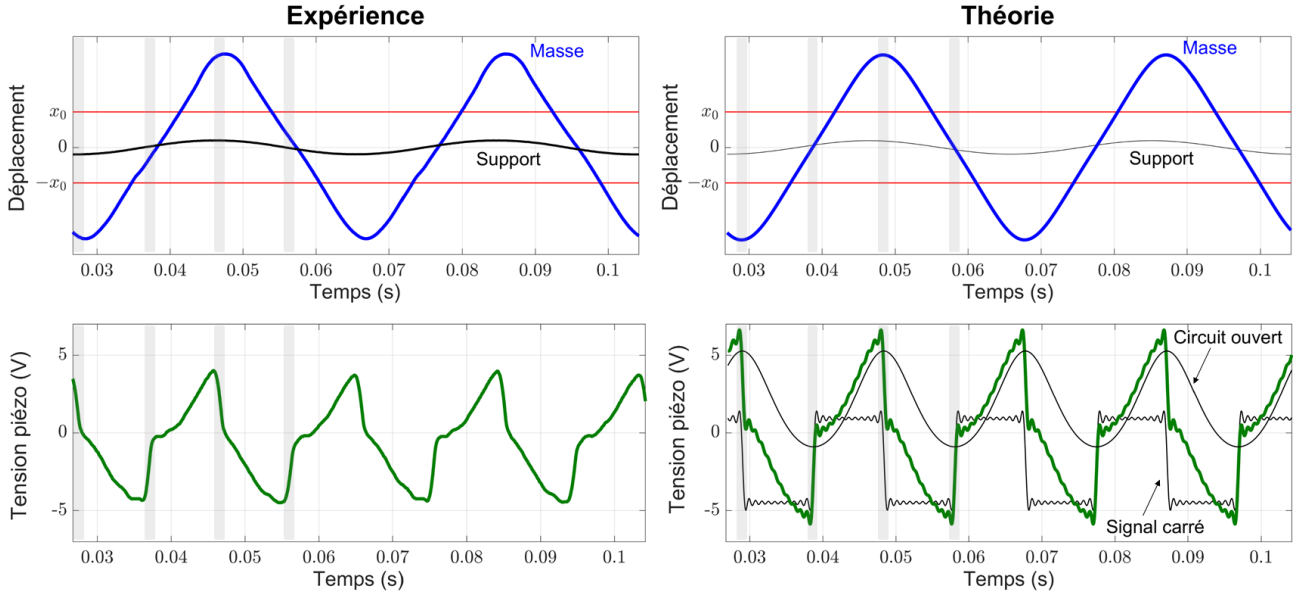 Expérience
Masse
Déplacement
x₀
0
−x₀
Support
0.03 0.04 0.05 0.06 0.07 0.08 0.09 0.1
Temps (s)
Tension piézo (V)
5
0
-5
0.03 0.04 0.05 0.06 0.07 0.08 0.09 0.1
Temps (s)
Théorie
Masse
Déplacement
x₀
0
−x₀
Support
0.03 0.04 0.05 0.06 0.07 0.08 0.09 0.1
Temps (s)
Tension piézo (V)
5
0
-5
Circuit ouvert
Signal carré
0.03 0.04 0.05 0.06 0.07 0.08 0.09 0.1
Temps (s)